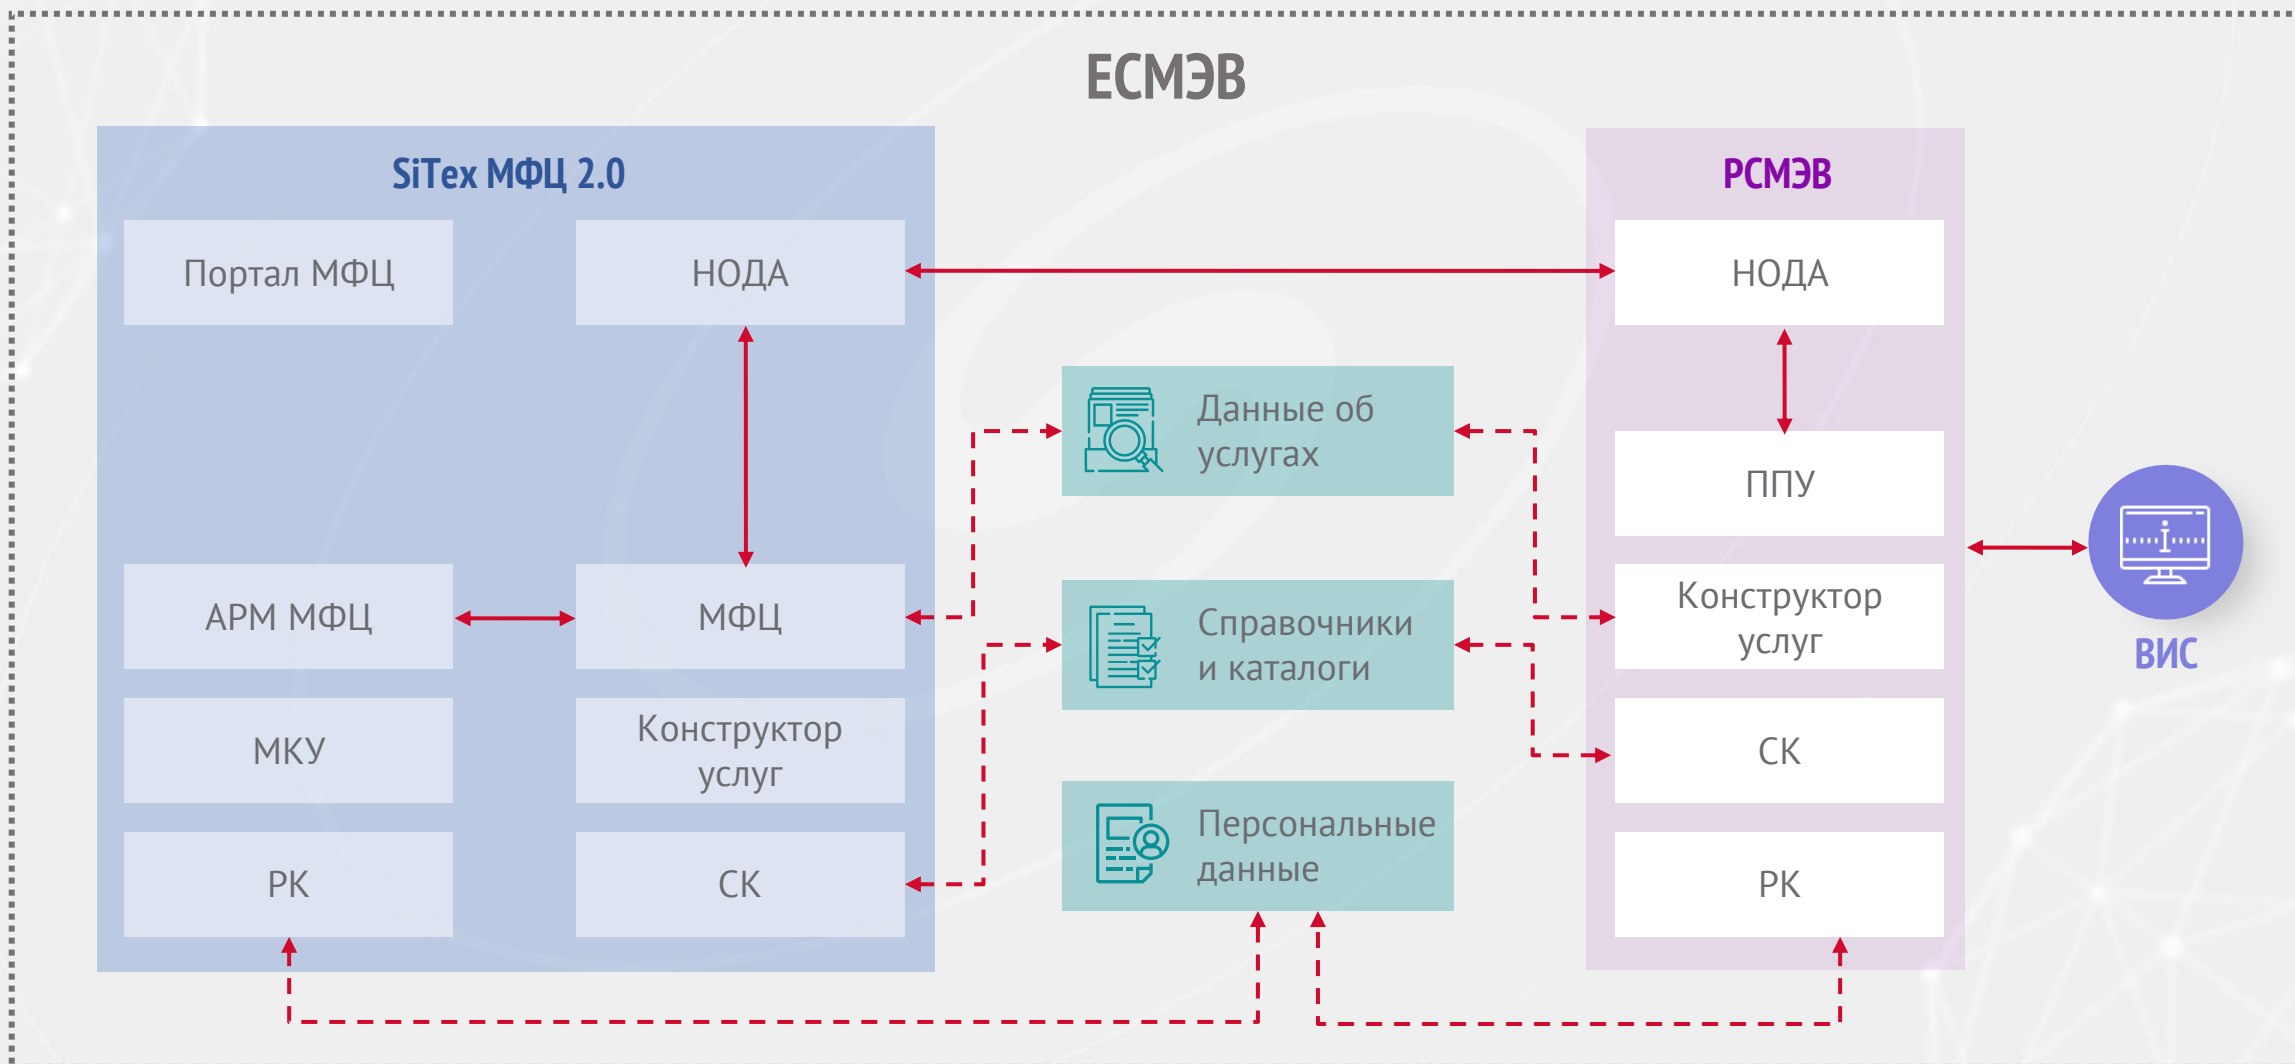 ЕСМЭВ
SiTex МФЦ 2.0
Портал МФЦ
НОДА
АРМ МФЦ
МФЦ
МКУ
Конструктор
услуг
РК
СК
Данные об
услугах
Справочники
и каталоги
Персональные
данные
РСМЭВ
НОДА
ППУ
Конструктор
услуг
СК
РК
ВИС